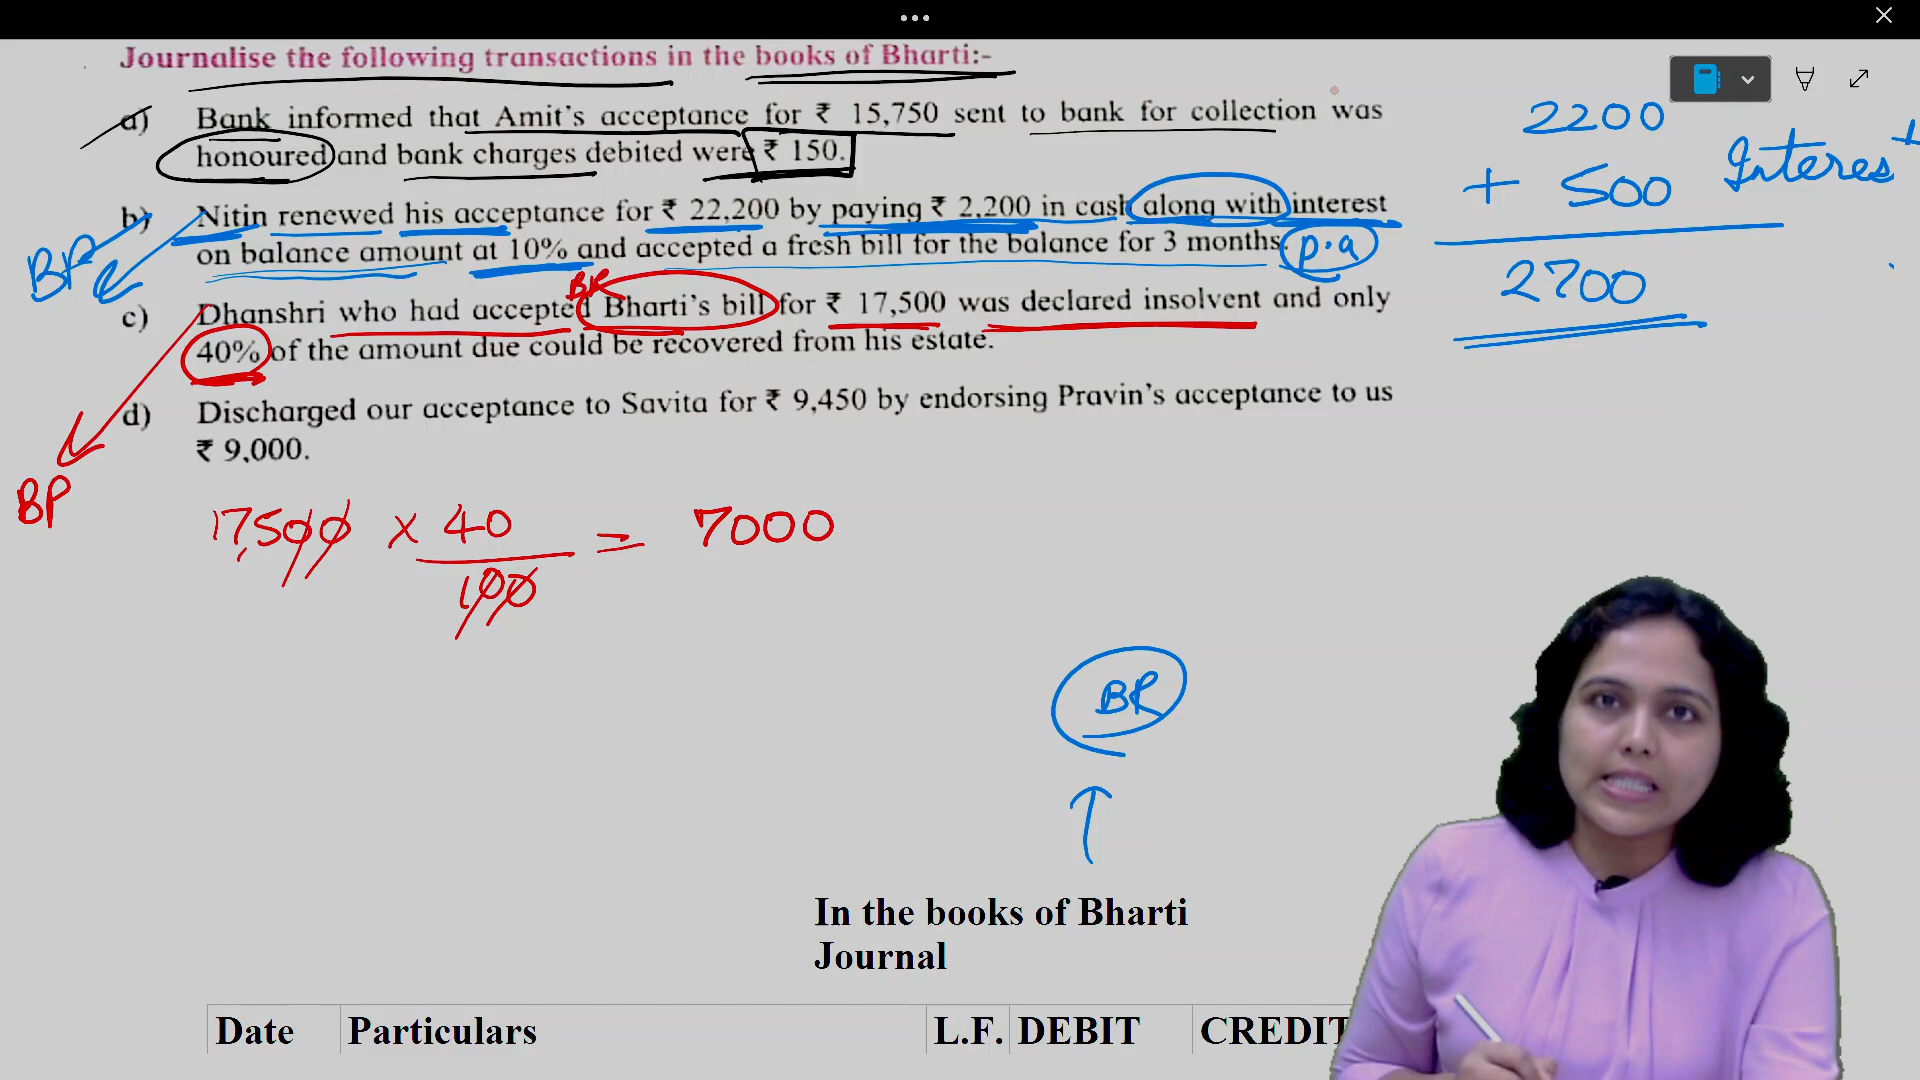 Journalise the following transactions in the books of Bharti:-
a) Bank informed that Amit's acceptance for ₹ 15,750 sent to bank for collection was
honoured and bank charges debited were ₹ 150.
b) Nitin renewed his acceptance for ₹ 22,200 by paying ₹ 2,200 in cash along with interest
on balance amount at 10% and accepted a fresh bill for the balance for 3 months. p.a
c) Dhanshri who had accepted Bharti's bill for ₹ 17,500 was declared insolvent and only
40% of the amount due could be recovered from his estate.
d) Discharged our acceptance to Savita for ₹ 9,450 by endorsing Pravin's acceptance to us
₹ 9,000.
2200
+ 500 Interest
2700
BP
BR
BP
17,500 × 40 = 7000
100
BR
In the books of Bharti
Journal
Date Particulars L.F. DEBIT CREDIT